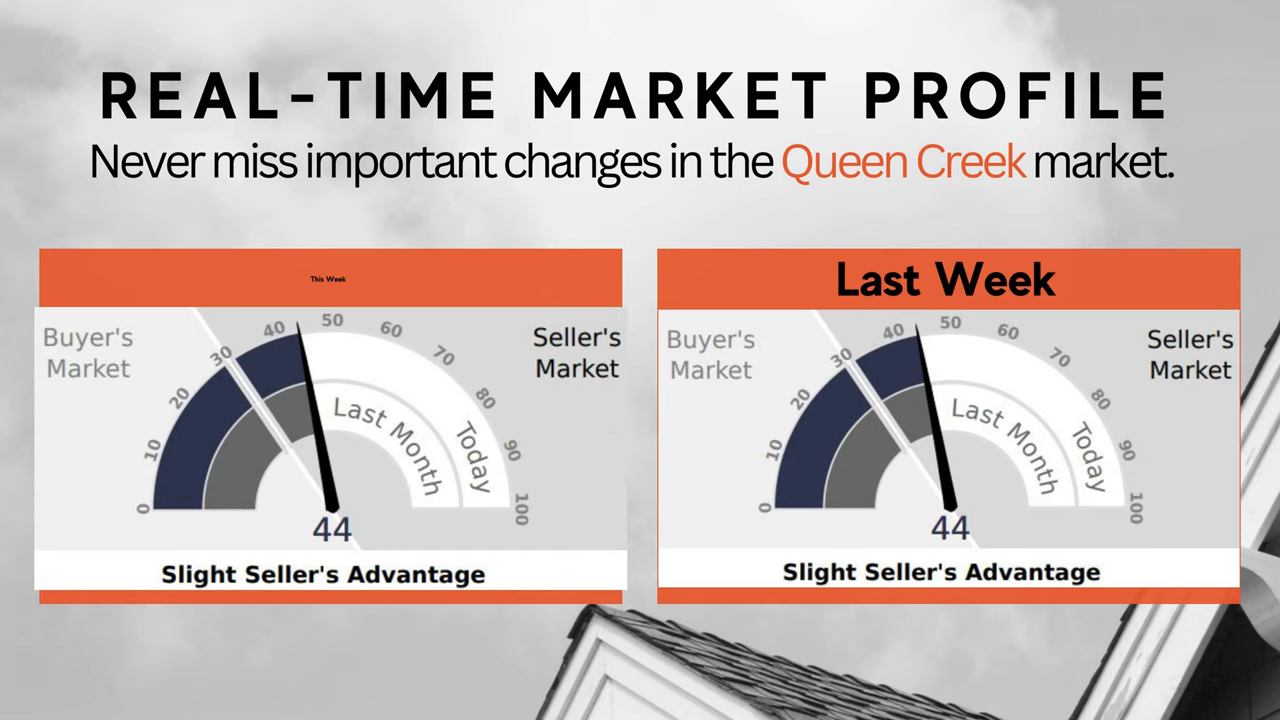 REAL-TIME MARKET PROFILE
Never miss important changes in the Queen Creek market.
This Week
Buyer's
Market
Seller's
Market
0
10
20
30
40
50
60
70
80
90
100
Last Month
Today
44
Slight Seller's Advantage
Last Week
Buyer's
Market
Seller's
Market
0
10
20
30
40
50
60
70
80
90
100
Last Month
Today
44
Slight Seller's Advantage